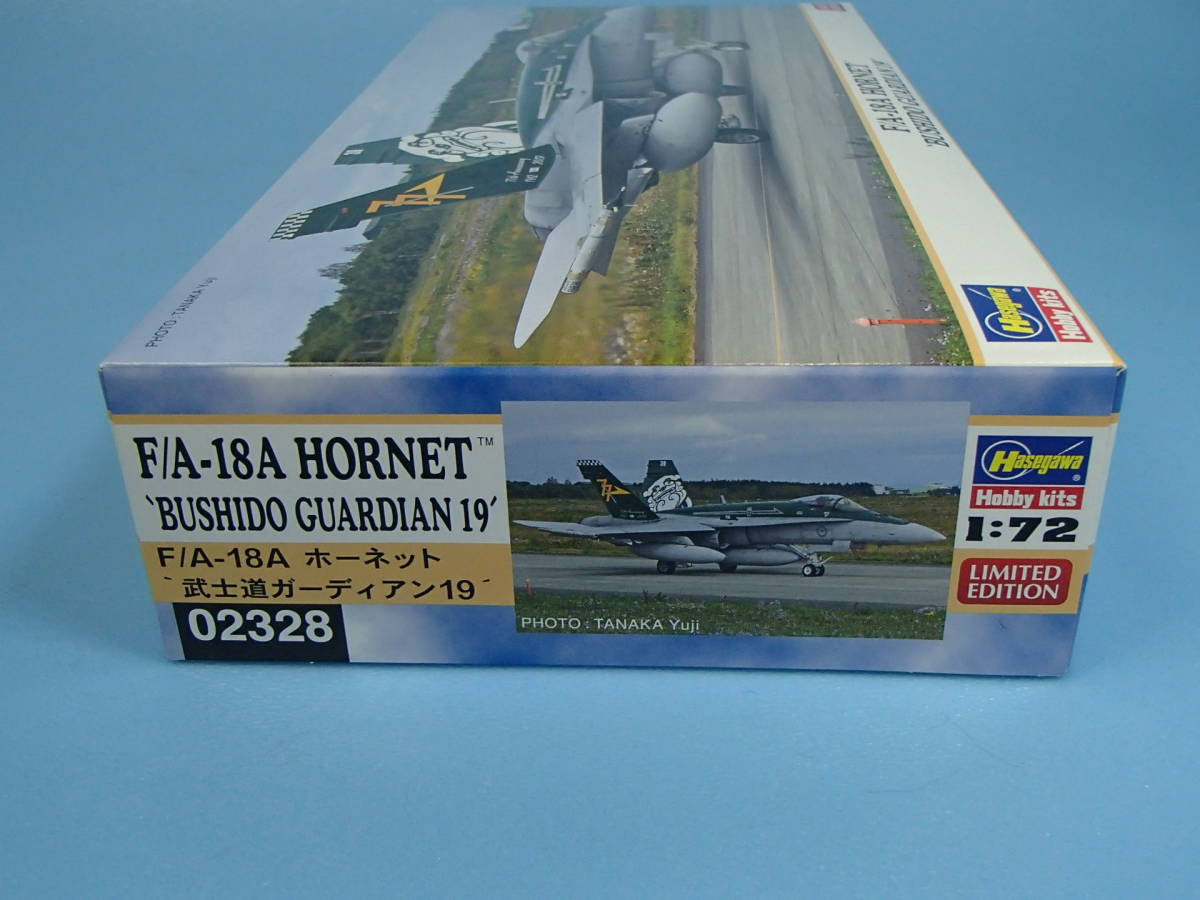 F/A-18A HORNET
'BUSHIDO GUARDIAN 19'
Hasegawa®
Hobby kits
PHOTO : TANAKA Yuji
77
F/A-18A HORNET™
`BUSHIDO GUARDIAN 19´
F/A-18A ホーネット
`武士道ガーディアン19´
02328
PHOTO : TANAKA Yuji
Hasegawa®
Hobby kits
1:72
LIMITED
EDITION